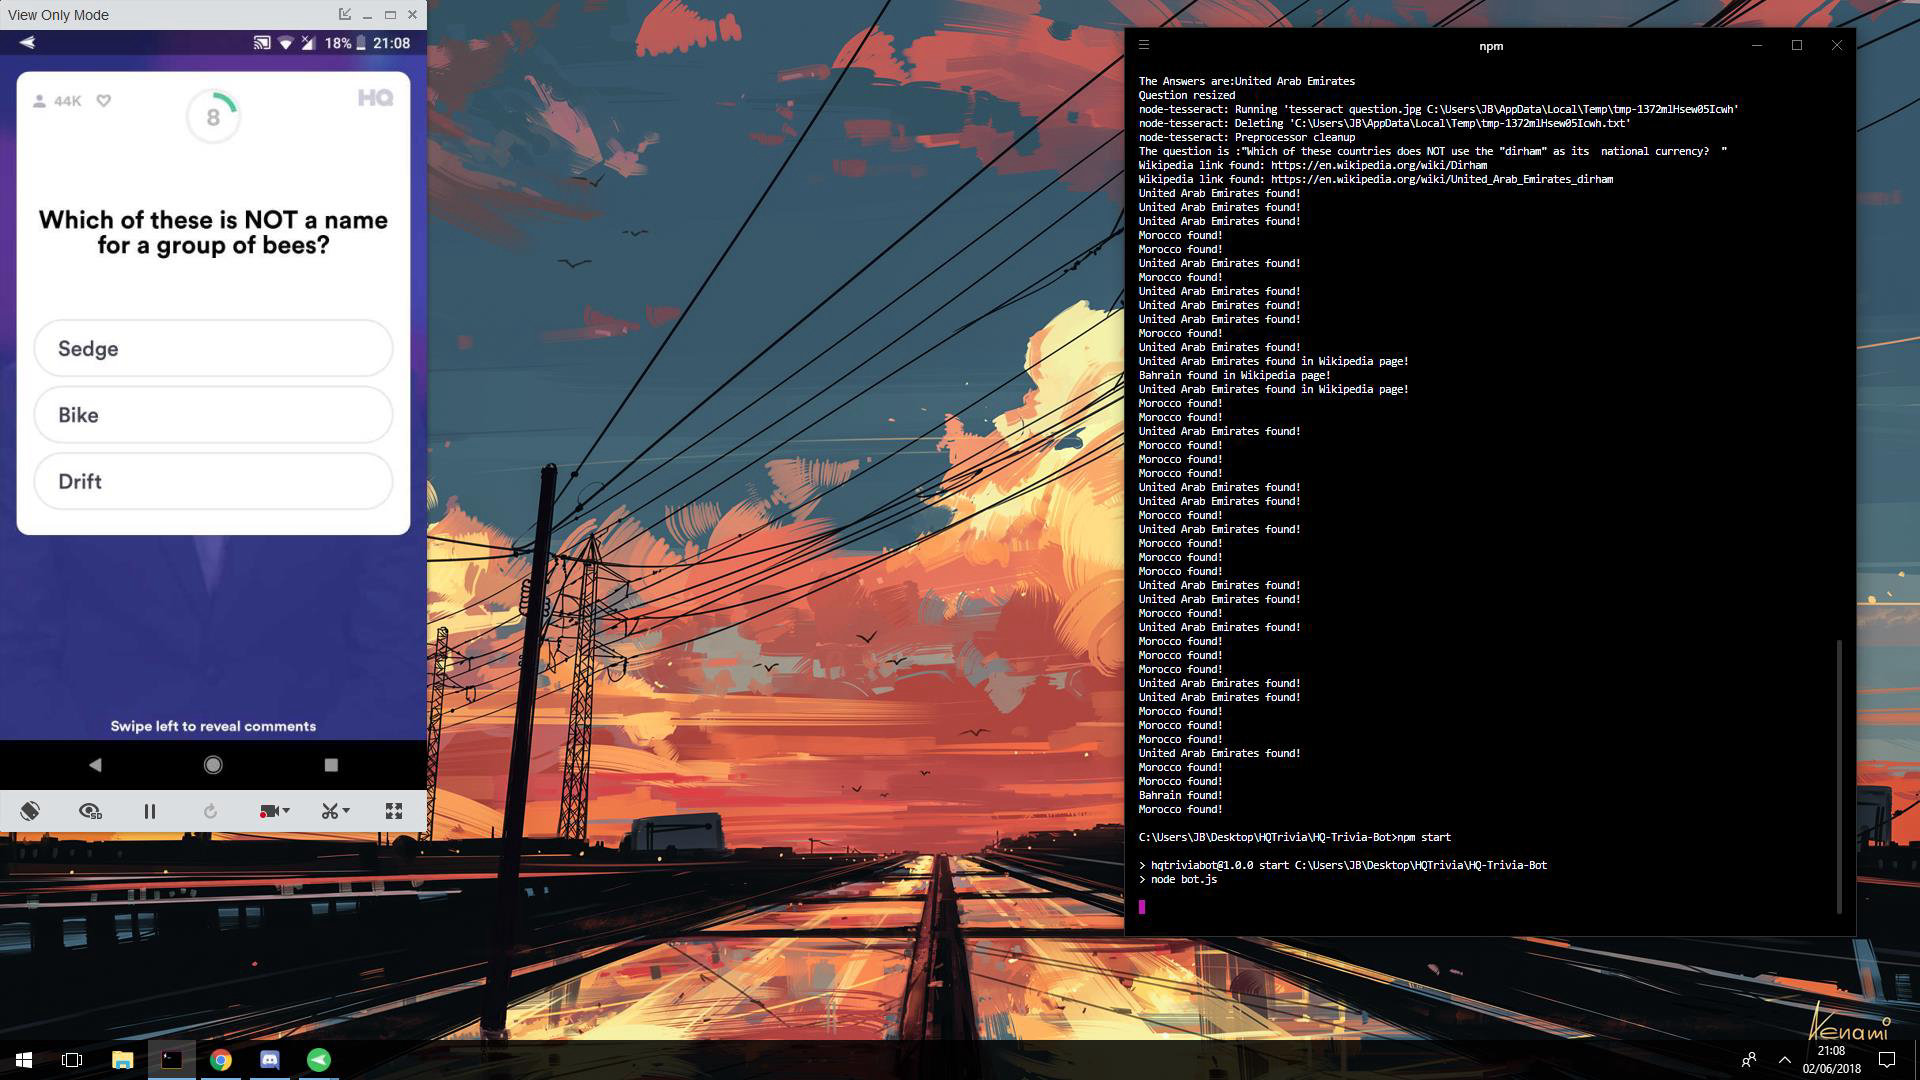 View Only Mode
18% 21:08
44K
8
HQ
Which of these is NOT a name
for a group of bees?
Sedge
Bike
Drift
Swipe left to reveal comments
SD
npm
The Answers are:United Arab Emirates
Question resized
node-tesseract: Running 'tesseract question.jpg C:\Users\JB\AppData\Local\Temp\tmp-1372mlHsew05Icwh'
node-tesseract: Deleting 'C:\Users\JB\AppData\Local\Temp\tmp-1372mlHsew05Icwh.txt'
node-tesseract: Preprocessor cleanup
The question is :"Which of these countries does NOT use the "dirham" as its  national currency?  "
Wikipedia link found: https://en.wikipedia.org/wiki/Dirham
Wikipedia link found: https://en.wikipedia.org/wiki/United_Arab_Emirates_dirham
United Arab Emirates found!
United Arab Emirates found!
United Arab Emirates found!
Morocco found!
Morocco found!
United Arab Emirates found!
Morocco found!
United Arab Emirates found!
United Arab Emirates found!
United Arab Emirates found!
Morocco found!
United Arab Emirates found!
United Arab Emirates found in Wikipedia page!
Bahrain found in Wikipedia page!
United Arab Emirates found in Wikipedia page!
Morocco found!
Morocco found!
United Arab Emirates found!
Morocco found!
Morocco found!
Morocco found!
United Arab Emirates found!
United Arab Emirates found!
Morocco found!
United Arab Emirates found!
Morocco found!
Morocco found!
Morocco found!
United Arab Emirates found!
United Arab Emirates found!
Morocco found!
United Arab Emirates found!
Morocco found!
Morocco found!
Morocco found!
United Arab Emirates found!
United Arab Emirates found!
Morocco found!
Morocco found!
Morocco found!
United Arab Emirates found!
Morocco found!
Morocco found!
Bahrain found!
Morocco found!
C:\Users\JB\Desktop\HQTrivia\HQ-Trivia-Bot>npm start
> hqtriviabot@1.0.0 start C:\Users\JB\Desktop\HQTrivia\HQ-Trivia-Bot
> node bot.js
Kenami
21:08
02/06/2018